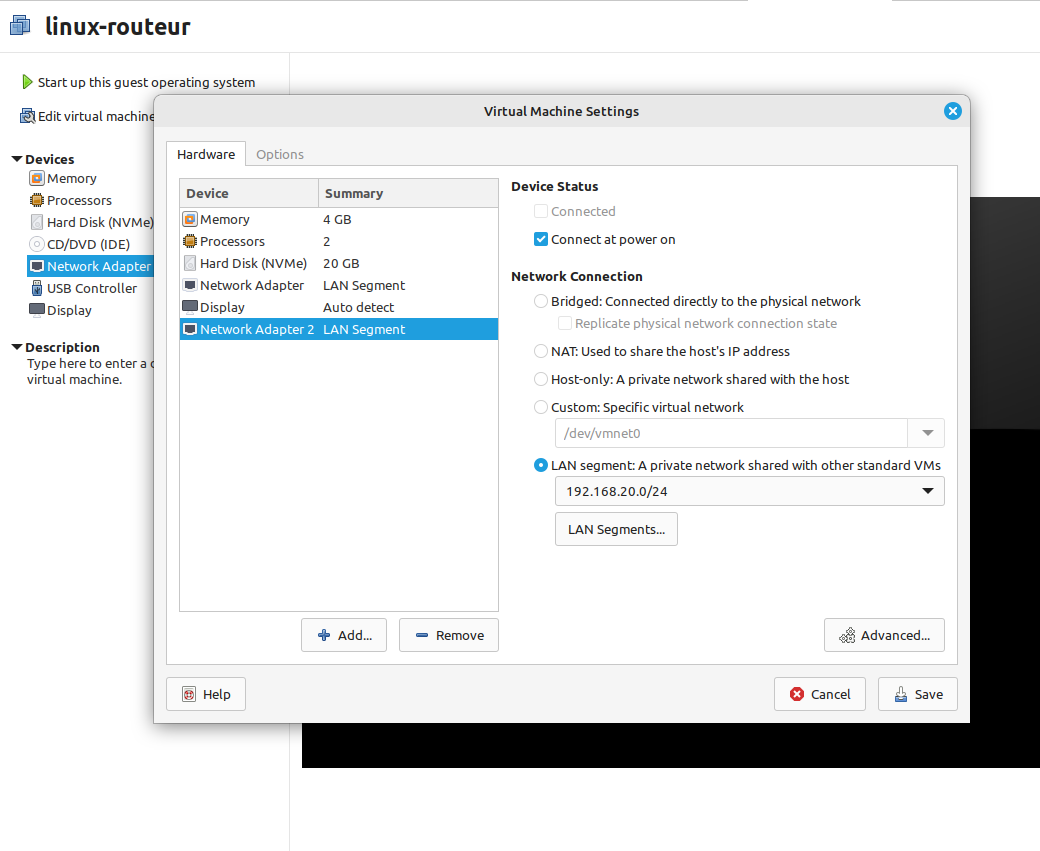 linux-routeur
Start up this guest operating system
Edit virtual machine
Devices
Memory
Processors
Hard Disk (NVMe)
CD/DVD (IDE)
Network Adapter
USB Controller
Display
Description
Type here to enter a
virtual machine.
Virtual Machine Settings
Hardware
Options
Device Summary
Memory 4 GB
Processors 2
Hard Disk (NVMe) 20 GB
Network Adapter LAN Segment
Display Auto detect
Network Adapter 2 LAN Segment
Add...
Remove
Device Status
Connected
Connect at power on
Network Connection
Bridged: Connected directly to the physical network
Replicate physical network connection state
NAT: Used to share the host's IP address
Host-only: A private network shared with the host
Custom: Specific virtual network
/dev/vmnet0
LAN segment: A private network shared with other standard VMs
192.168.20.0/24
LAN Segments...
Advanced...
Help
Cancel
Save